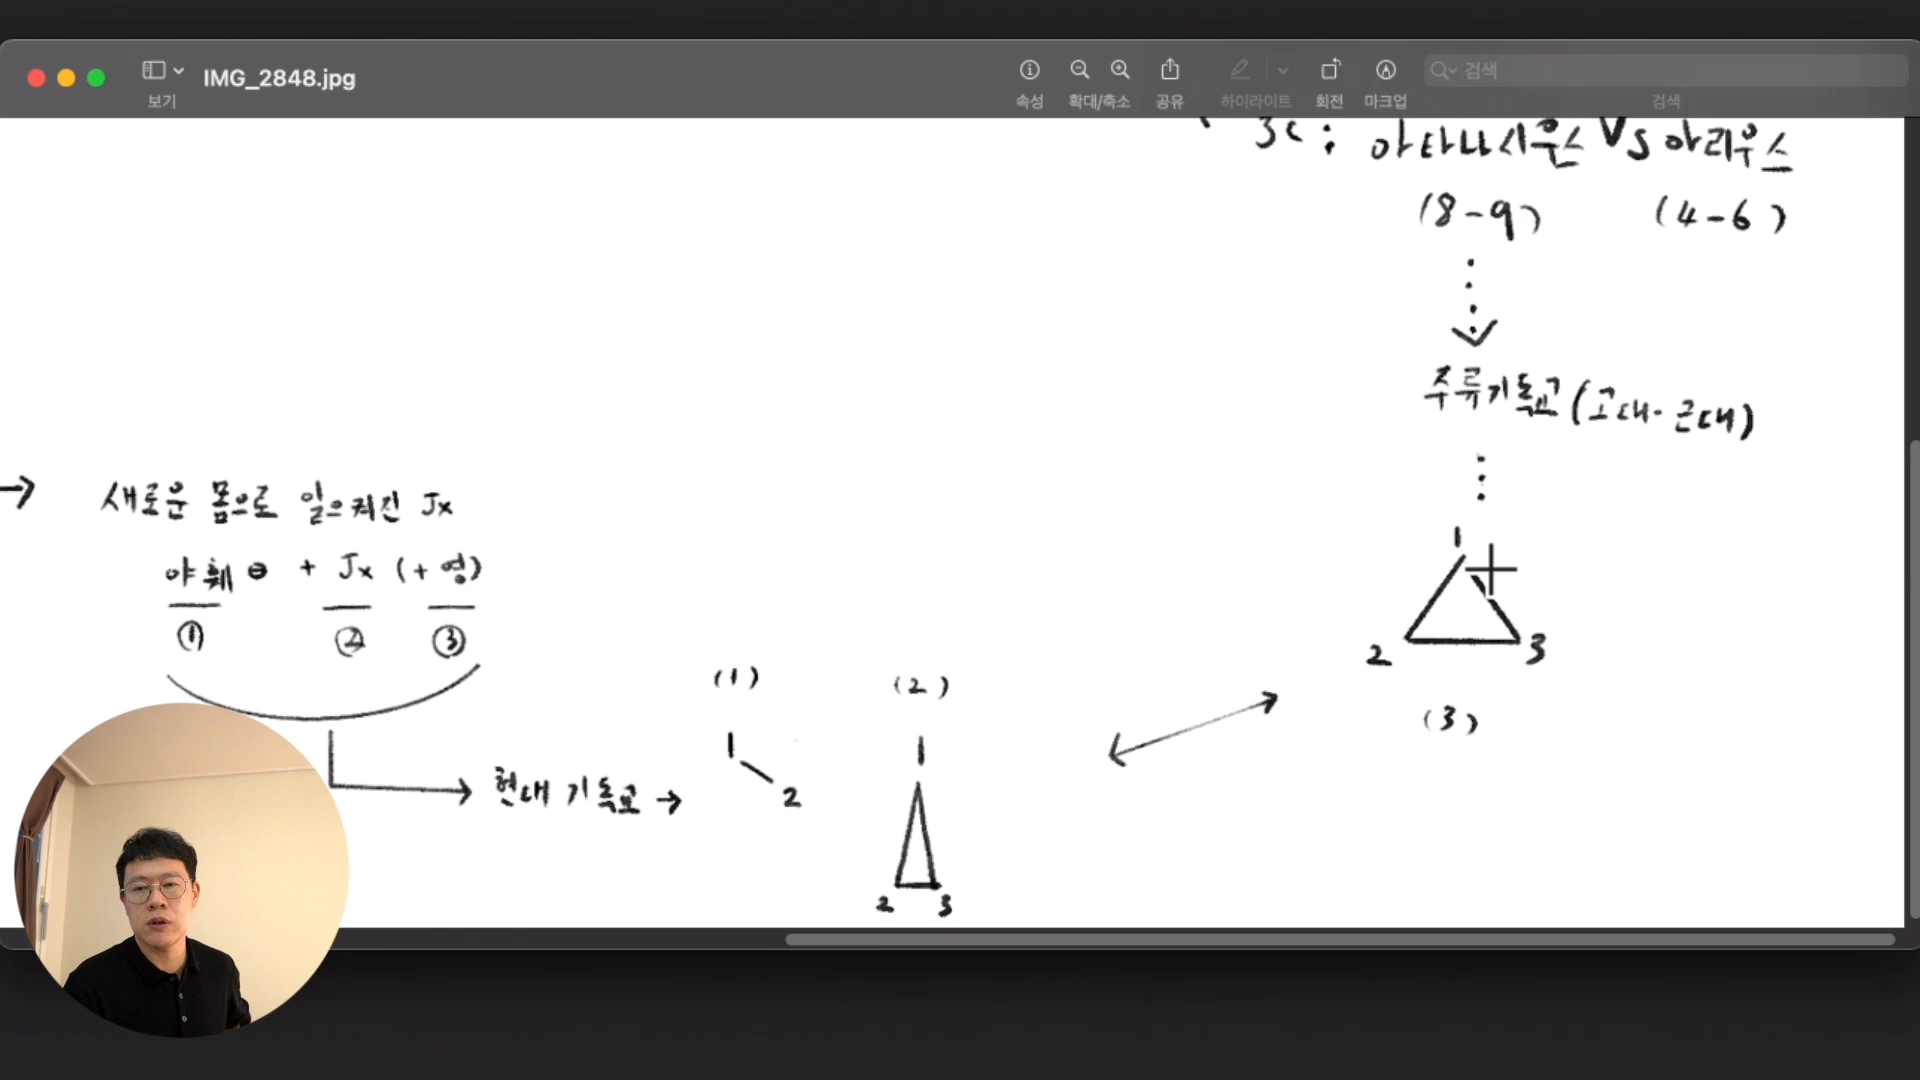 IMG_2848.jpg
보기
속성
확대/축소
공유
하이라이트
회전
마크업
검색
검색
3C : 아타나시우스 VS 아리우스
(8-9) (4-6)
주류기독교 (고대-근대)
1
2 3
(3)
→ 새로운 몸으로 일으켜진 Jx
야훼 + Jx (+ 영)
① ② ③
현대 기독교 →
(1)
1
2
(2)
1
2 3